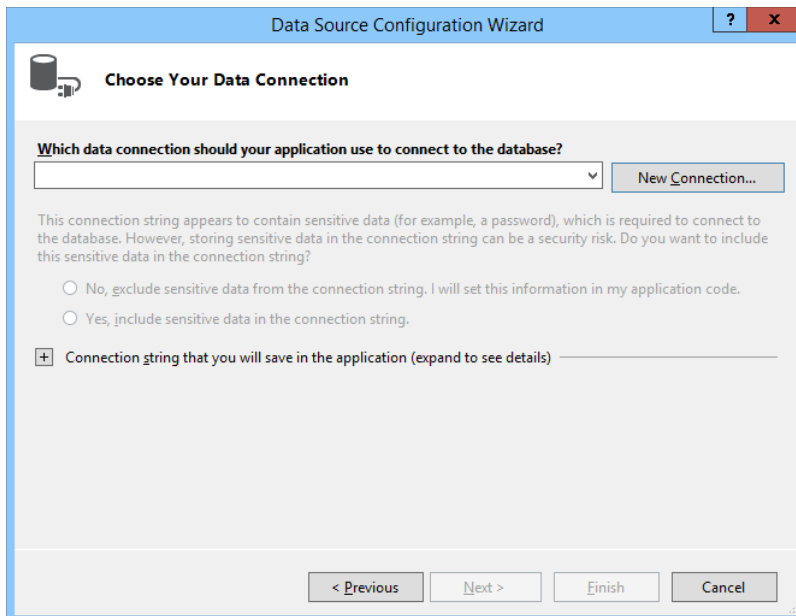 Data Source Configuration Wizard
?
x
Choose Your Data Connection
Which data connection should your application use to connect to the database?
New Connection...
This connection string appears to contain sensitive data (for example, a password), which is required to connect to
the database. However, storing sensitive data in the connection string can be a security risk. Do you want to include
this sensitive data in the connection string?
No, exclude sensitive data from the connection string. I will set this information in my application code.
Yes, include sensitive data in the connection string.
+ Connection string that you will save in the application (expand to see details)
< Previous
Next >
Finish
Cancel